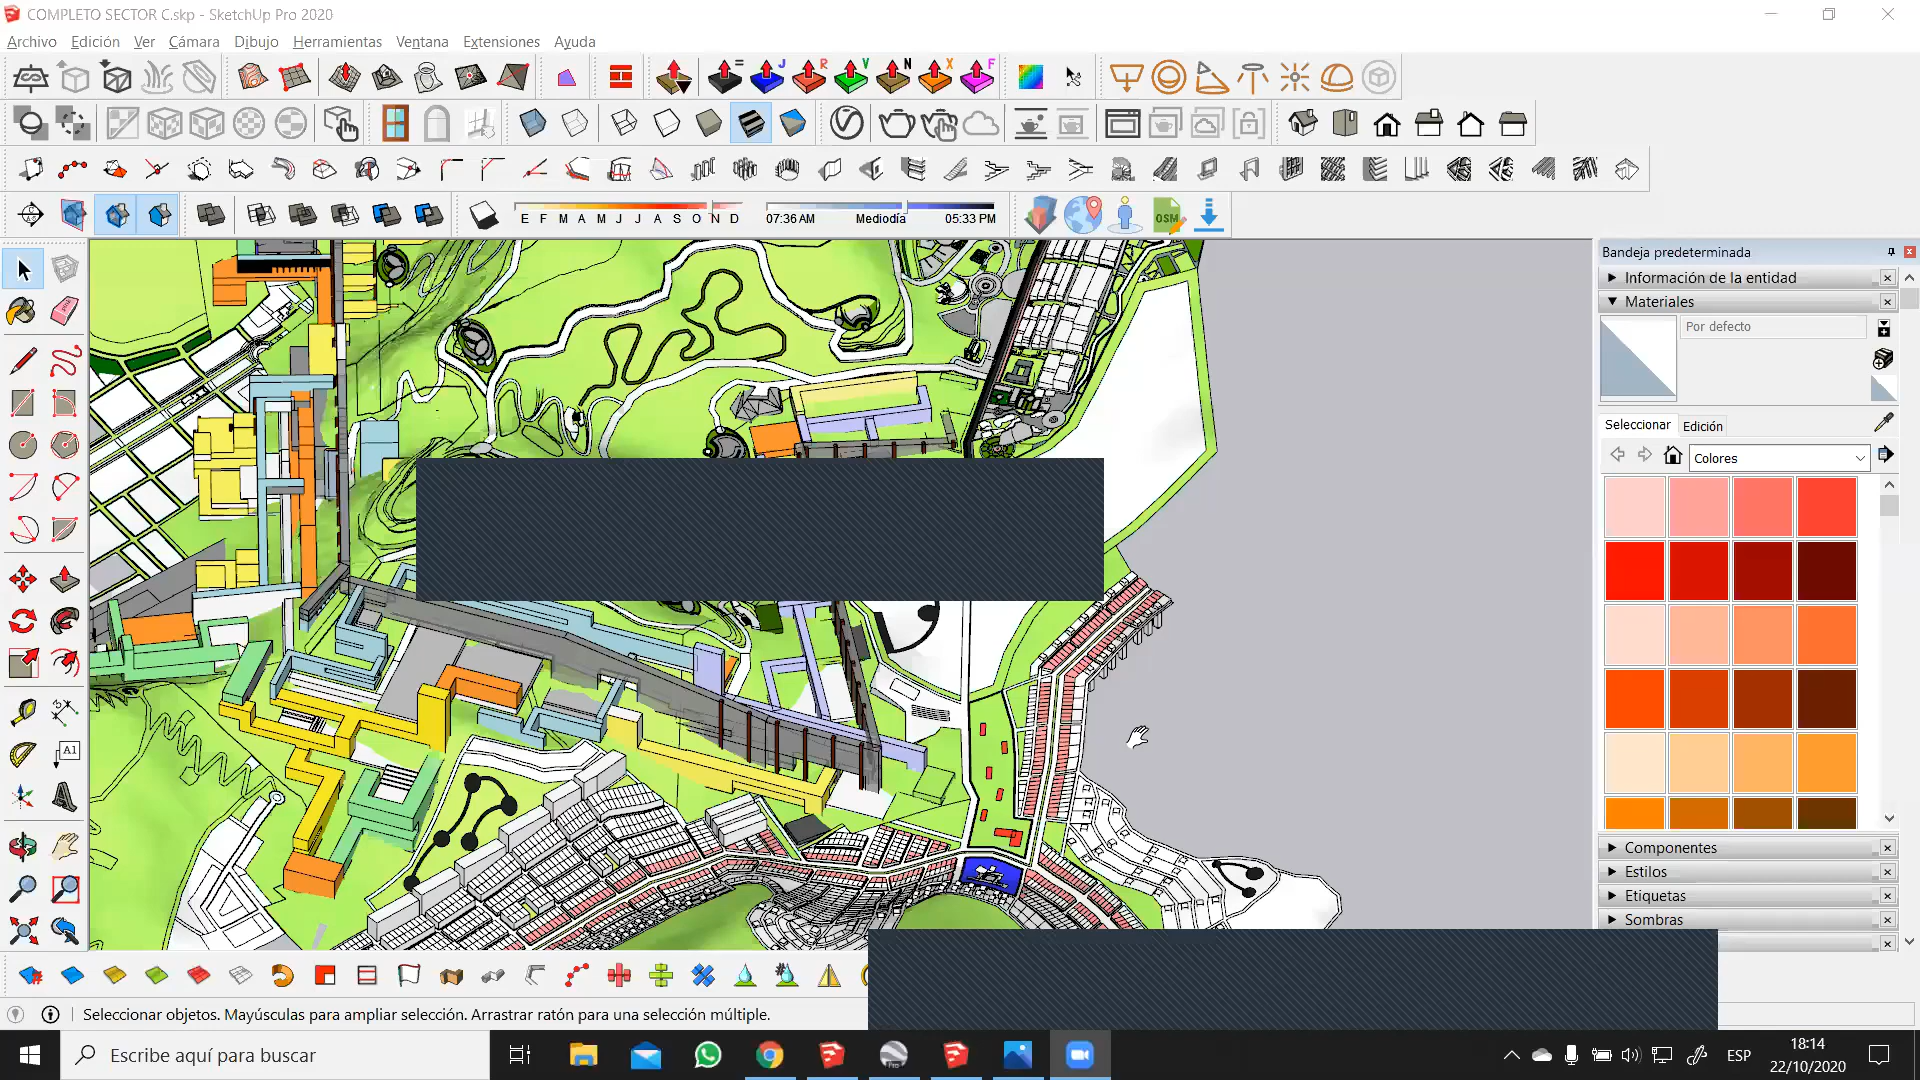 COMPLETO SECTOR C.skp - SketchUp Pro 2020
Archivo Edición Ver Cámara Dibujo Herramientas Ventana Extensiones Ayuda
= J R V N X F
E F M A M J J A S O N D
07:36 AM Mediodía 05:33 PM
OSM
Bandeja predeterminada
Información de la entidad
Materiales
Por defecto
Seleccionar Edición
Colores
A1
Componentes
Estilos
Etiquetas
Sombras
Seleccionar objetos. Mayúsculas para ampliar selección. Arrastrar ratón para una selección múltiple.
Escribe aquí para buscar
Pro
ESP
18:14
22/10/2020